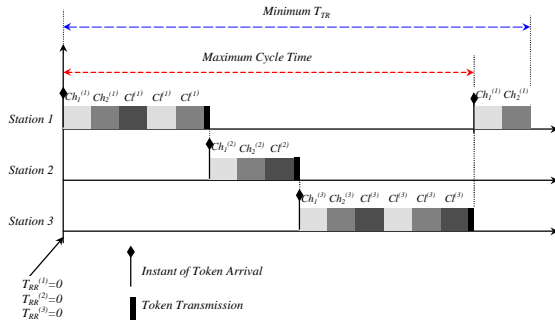 Minimum T_TR
Maximum Cycle Time
Ch₁⁽¹⁾ Ch₂⁽¹⁾ Cl⁽¹⁾ Cl⁽¹⁾ Cl⁽¹⁾ Ch₁⁽¹⁾ Ch₂⁽¹⁾
Station 1
Ch₁⁽²⁾ Ch₂⁽²⁾ Cl⁽²⁾
Station 2
Ch₁⁽³⁾ Ch₂⁽³⁾ Cl⁽³⁾ Cl⁽³⁾ Cl⁽³⁾ Cl⁽³⁾
Station 3
T_RR⁽¹⁾=0
T_RR⁽²⁾=0
T_RR⁽³⁾=0
Instant of Token Arrival
Token Transmission